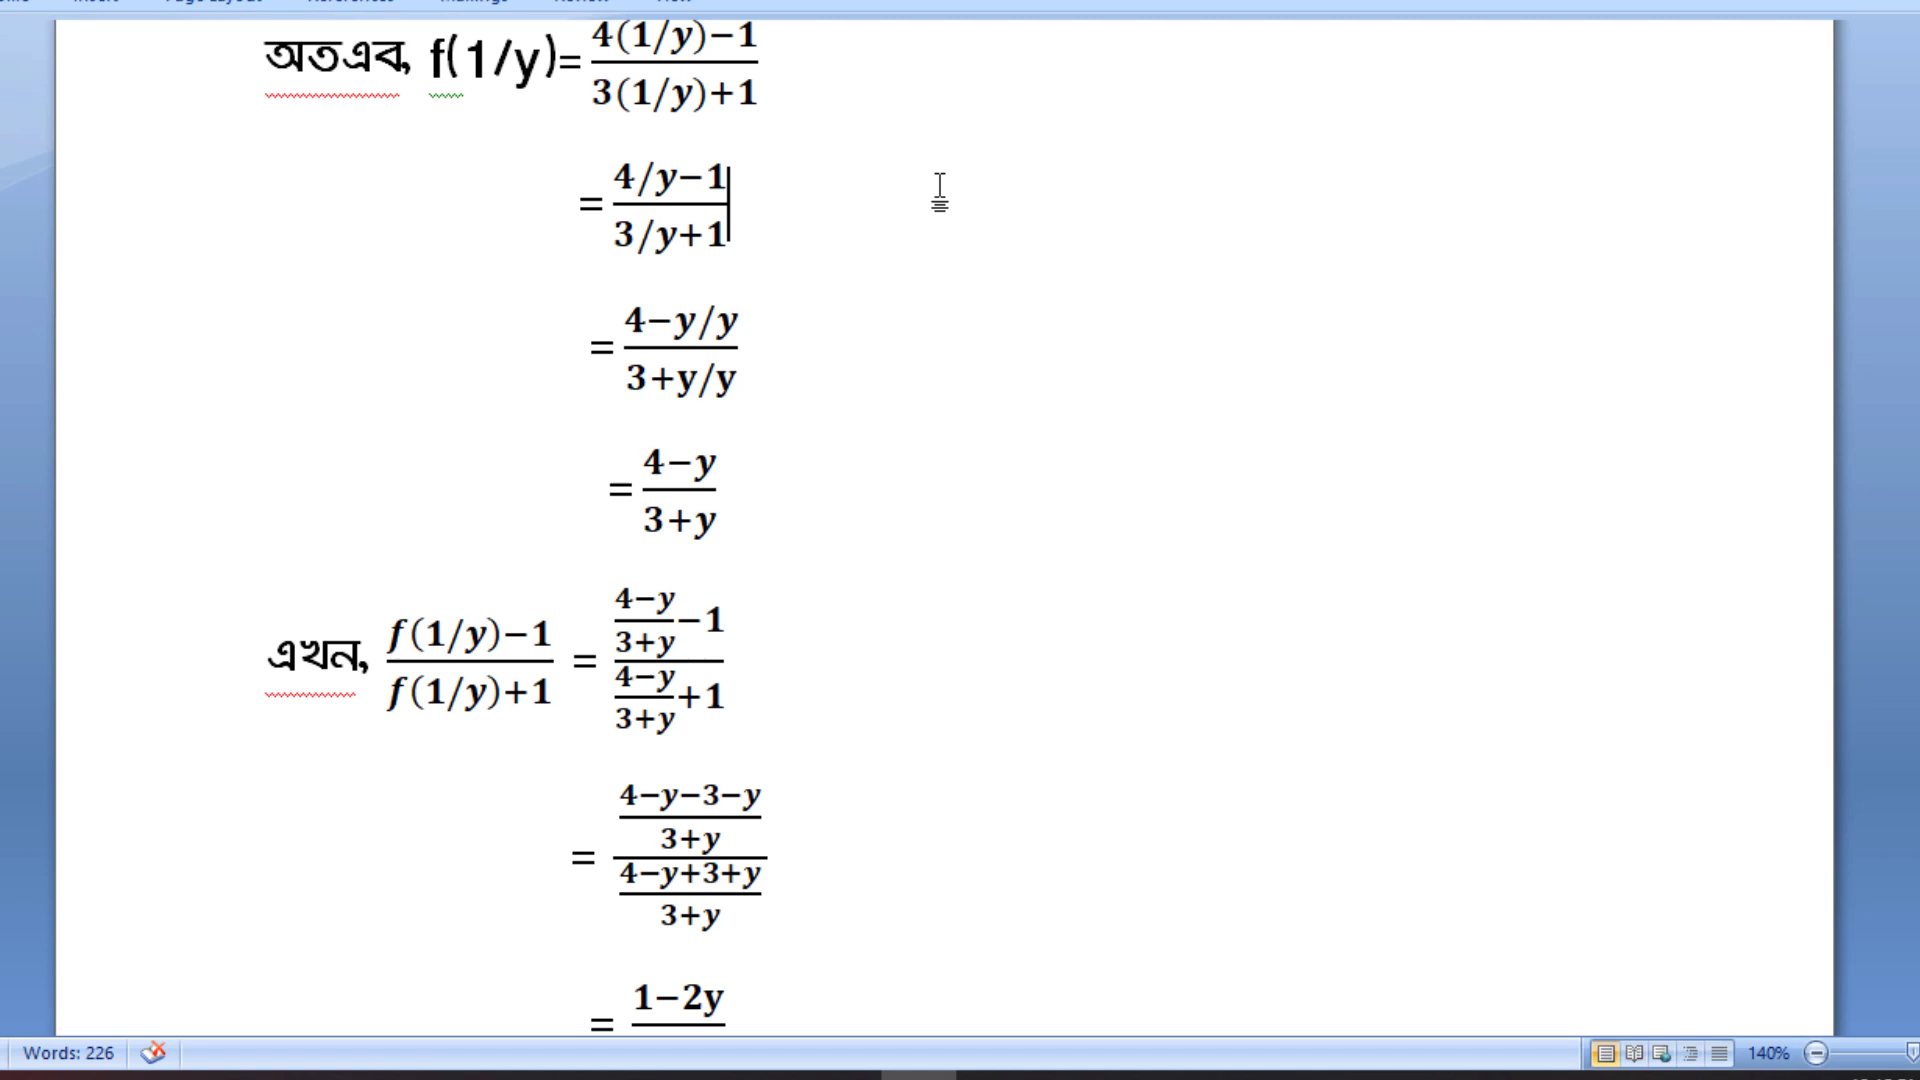 অতএব, f(1/y)= 4(1/y)−1
3(1/y)+1
= 4/y−1
3/y+1
= 4−y/y
3+y/y
= 4−y
3+y
এখন, f(1/y)−1 = 4−y
3+y −1
f(1/y)+1 4−y
3+y +1
= 4−y−3−y
3+y
4−y+3+y
3+y
= 1−2y
Words: 226 140%